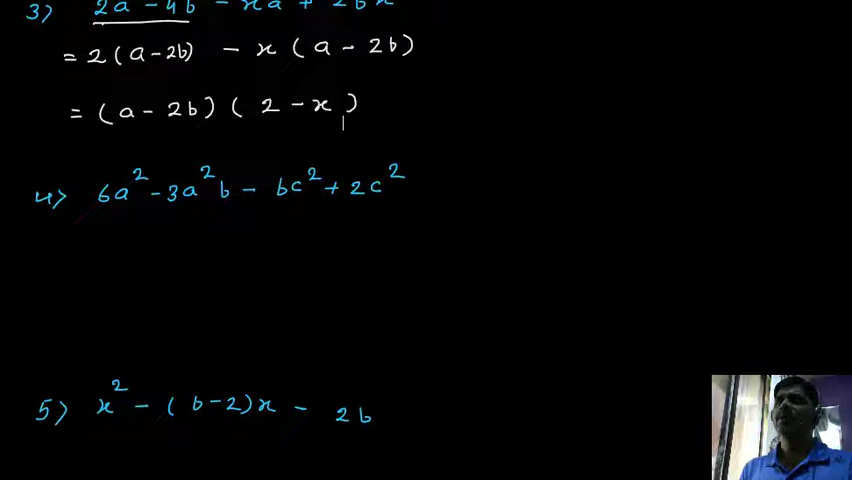 3) 2a - 4b - xa + 2bx
= 2(a-2b) - x(a-2b)
= (a-2b)(2-x)
4) 6a² - 3a²b - bc² + 2c²
5) x² - (b-2)x - 2b